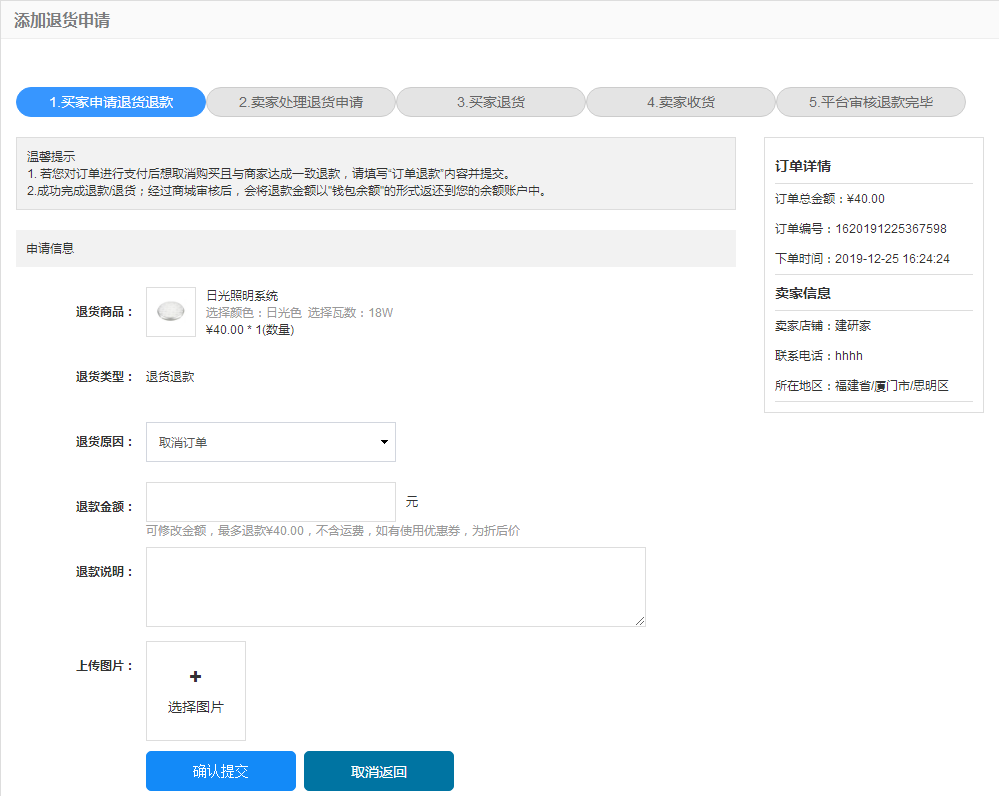 添加退货申请
1.买家申请退货退款
2.卖家处理退货申请
3.买家退货
4.卖家收货
5.平台审核退款完毕
温馨提示
1. 若您对订单进行支付后想取消购买且与商家达成一致退款，请填写“订单退款”内容并提交。
2.成功完成退款/退货；经过商城审核后，会将退款金额以"钱包余额"的形式返还到您的余额账户中。
申请信息
退货商品：
日光照明系统
选择颜色：日光色 选择瓦数：18W
¥40.00 * 1(数量)
退货类型： 退货退款
退货原因： 取消订单
退款金额： 元
可修改金额，最多退款¥40.00，不含运费，如有使用优惠券，为折后价
退款说明：
上传图片：
+
选择图片
确认提交
取消返回
订单详情
订单总金额：¥40.00
订单编号：1620191225367598
下单时间：2019-12-25 16:24:24
卖家信息
卖家店铺：建研家
联系电话：hhhh
所在地区：福建省/厦门市/思明区